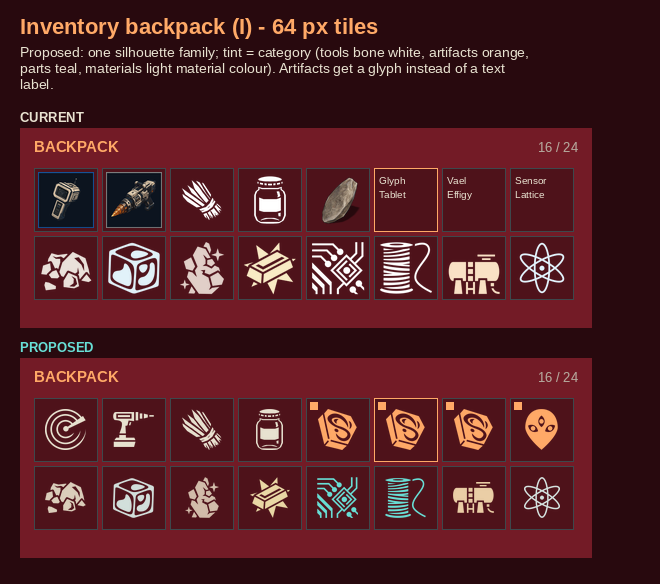 Inventory backpack (I) - 64 px tiles
Proposed: one silhouette family; tint = category (tools bone white, artifacts orange,
parts teal, materials light material colour). Artifacts get a glyph instead of a text
label.
CURRENT
BACKPACK
16 / 24
Glyph
Tablet
Vael
Effigy
Sensor
Lattice
PROPOSED
BACKPACK
16 / 24